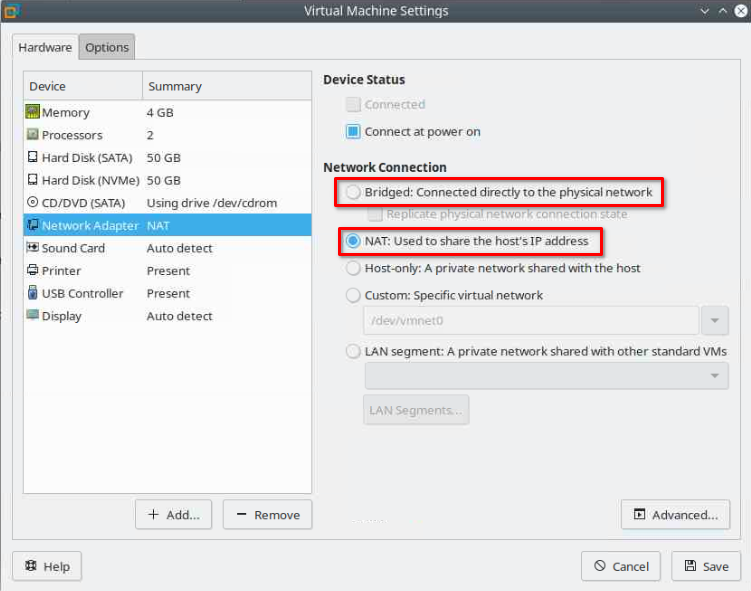 Virtual Machine Settings
Hardware Options
Device Summary
Memory 4 GB
Processors 2
Hard Disk (SATA) 50 GB
Hard Disk (NVMe) 50 GB
CD/DVD (SATA) Using drive /dev/cdrom
Network Adapter NAT
Sound Card Auto detect
Printer Present
USB Controller Present
Display Auto detect
Add...
Remove
Device Status
Connected
Connect at power on
Network Connection
Bridged: Connected directly to the physical network
Replicate physical network connection state
NAT: Used to share the host's IP address
Host-only: A private network shared with the host
Custom: Specific virtual network
/dev/vmnet0
LAN segment: A private network shared with other standard VMs
LAN Segments...
Advanced...
Help
Cancel
Save